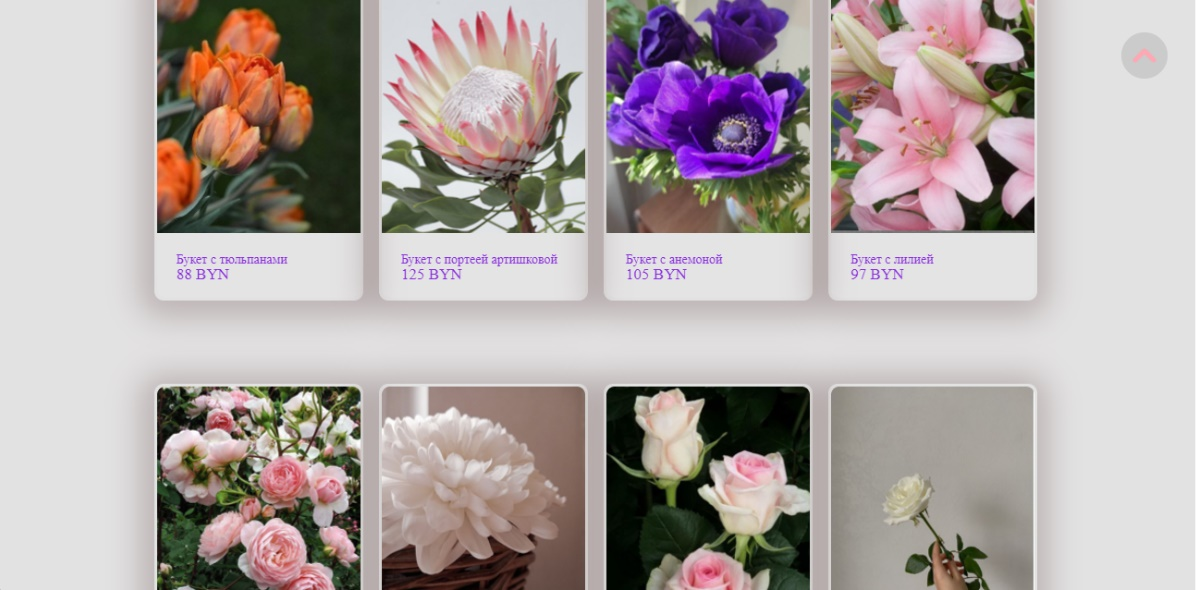 Букет с тюльпанами
88 BYN
Букет с портеей артишковой
125 BYN
Букет с анемоной
105 BYN
Букет с лилией
97 BYN